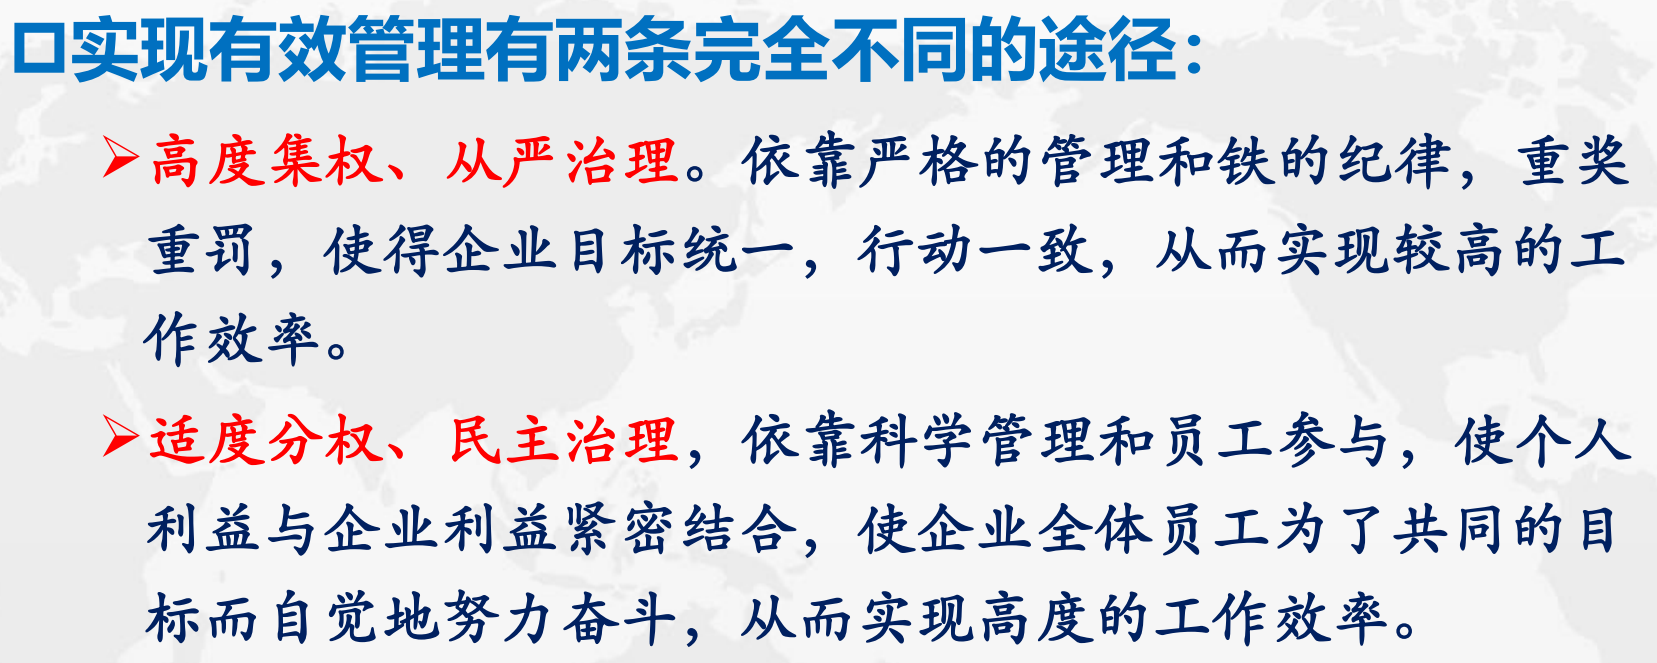 □实现有效管理有两条完全不同的途径：
➢高度集权、从严治理。依靠严格的管理和铁的纪律，重奖
重罚，使得企业目标统一，行动一致，从而实现较高的工
作效率。
➢适度分权、民主治理，依靠科学管理和员工参与，使个人
利益与企业利益紧密结合，使企业全体员工为了共同的目
标而自觉地努力奋斗，从而实现高度的工作效率。